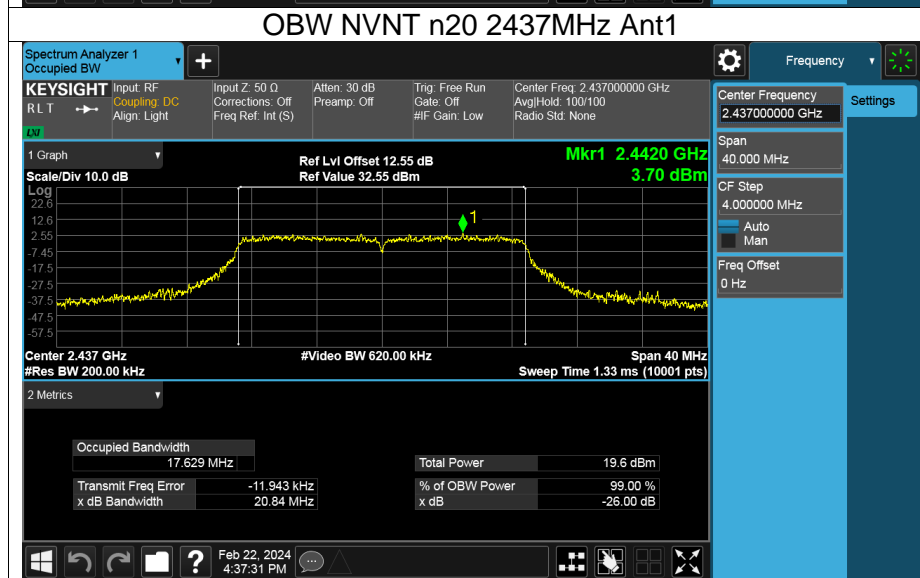 OBW NVNT n20 2437MHz Ant1
Spectrum Analyzer 1
Occupied BW
+
Frequency
KEYSIGHT
RLT
LXI
Input: RF
Coupling: DC
Align: Light
Input Z: 50 Ω
Corrections: Off
Freq Ref: Int (S)
Atten: 30 dB
Preamp: Off
Trig: Free Run
Gate: Off
#IF Gain: Low
Center Freq: 2.437000000 GHz
Avg|Hold: 100/100
Radio Std: None
Center Frequency
2.437000000 GHz
Settings
Span
40.000 MHz
CF Step
4.000000 MHz
Auto
Man
Freq Offset
0 Hz
1 Graph
Scale/Div 10.0 dB
Ref Lvl Offset 12.55 dB
Ref Value 32.55 dBm
Mkr1 2.4420 GHz
3.70 dBm
Log
22.6
12.6
2.55
-7.45
-17.5
-27.5
-37.5
-47.5
-57.5
1
Center 2.437 GHz
#Video BW 620.00 kHz
Span 40 MHz
#Res BW 200.00 kHz
Sweep Time 1.33 ms (10001 pts)
2 Metrics
Occupied Bandwidth
17.629 MHz
Total Power 19.6 dBm
Transmit Freq Error -11.943 kHz
% of OBW Power 99.00 %
x dB Bandwidth 20.84 MHz
x dB -26.00 dB
?
Feb 22, 2024
4:37:31 PM